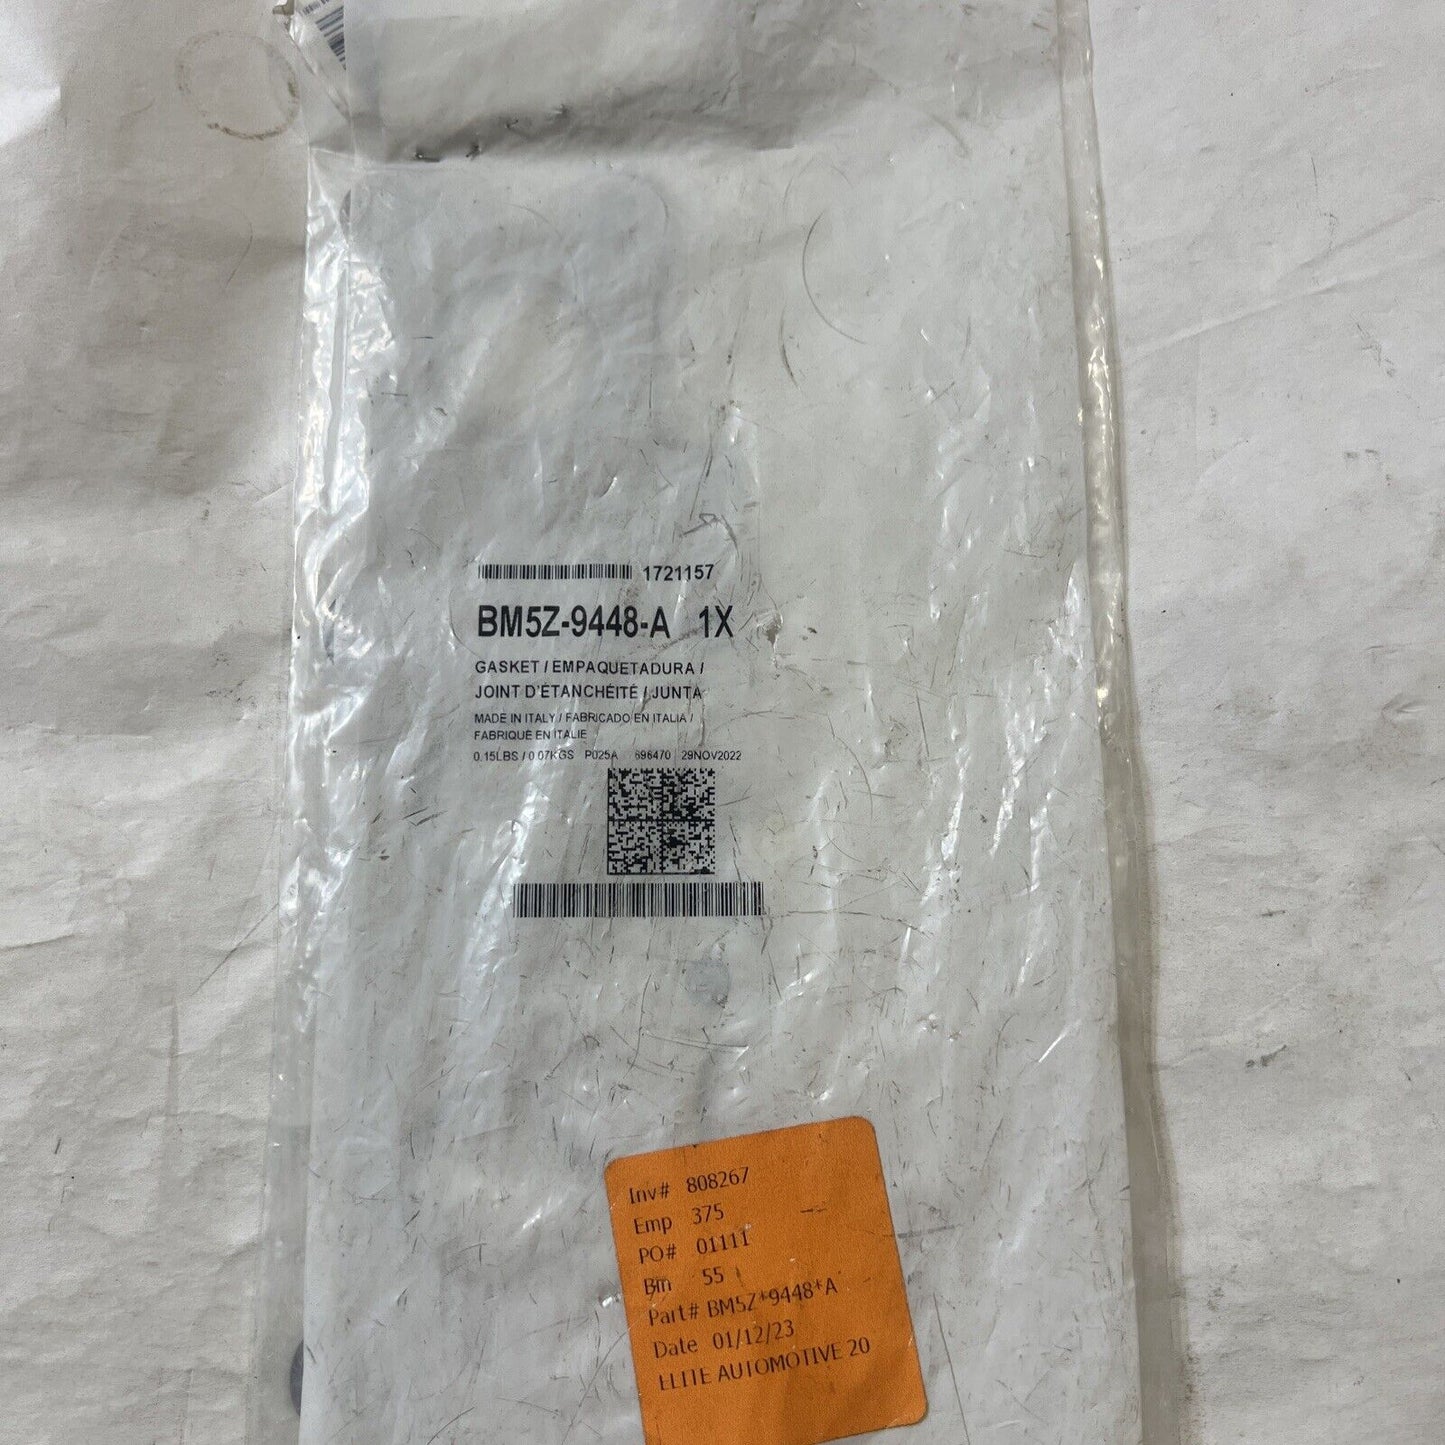 1721157
BM5Z-9448-A 1X
GASKET / EMPAQUETADURA /
JOINT D'ÉTANCHÉITÉ / JUNTA
MADE IN ITALY / FABRICADO EN ITALIA /
FABRIQUÉ EN ITALIE
0.15LBS / 0.07KGS P025A 696470 29NOV2022
Inv# 808267
Emp 375
PO# 01111
Bin 55
Part# BM5Z*9448*A
Date 01/12/23
ELITE AUTOMOTIVE 20